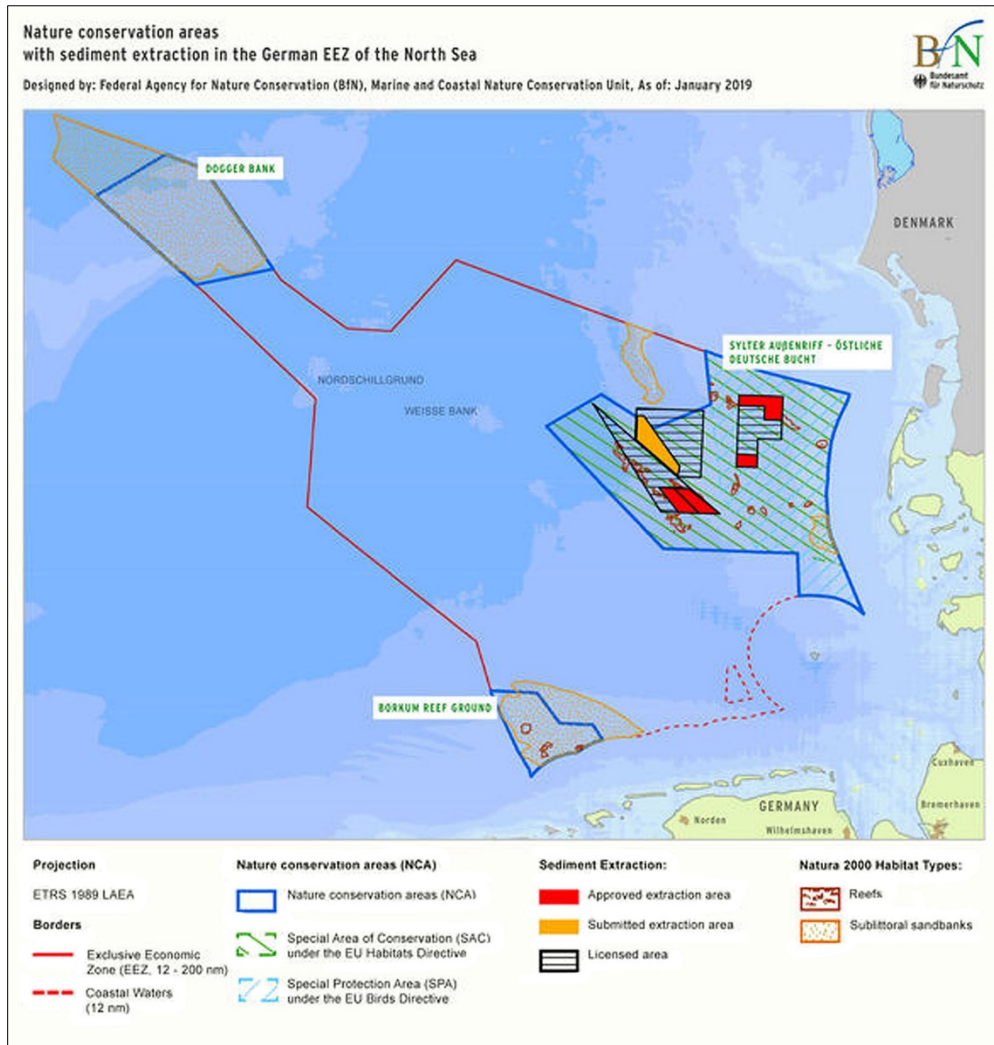 Nature conservation areas
with sediment extraction in the German EEZ of the North Sea
Designed by: Federal Agency for Nature Conservation (BfN), Marine and Coastal Nature Conservation Unit, As of: January 2019
BfN
Bundesamt
für Naturschutz
DOGGER BANK
DENMARK
SYLTER AUßENRIFF - ÖSTLICHE
DEUTSCHE BUCHT
NORDSCHILLGRUND
WEISSE BANK
BORKUM REEF GROUND
Cuxhaven
GERMANY
Bremerhaven
Norden
Wilhelmshaven
Projection
ETRS 1989 LAEA
Borders
Exclusive Economic
Zone (EEZ, 12 - 200 nm)
Coastal Waters
(12 nm)
Nature conservation areas (NCA)
Nature conservation areas (NCA)
Special Area of Conservation (SAC)
under the EU Habitats Directive
Special Protection Area (SPA)
under the EU Birds Directive
Sediment Extraction:
Approved extraction area
Submitted extraction area
Licensed area
Natura 2000 Habitat Types:
Reefs
Sublittoral sandbanks